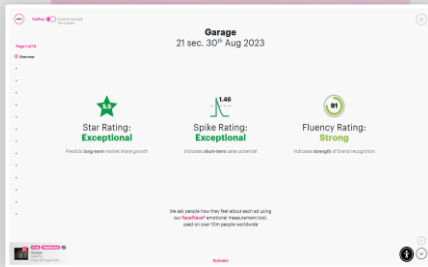 Garage
21 sec. 30th Aug 2023
Page 1 of 14
Overview
5.9
1.46
91
Star Rating:
Exceptional
Spike Rating:
Exceptional
Fluency Rating:
Strong
Predicts long-term market share growth
Indicates short-term sales potential
Indicates strength of brand recognition
We ask people how they feel about each ad using
our FaceTrace® emotional measurement tool,
used on over 10m people worldwide.
Garage